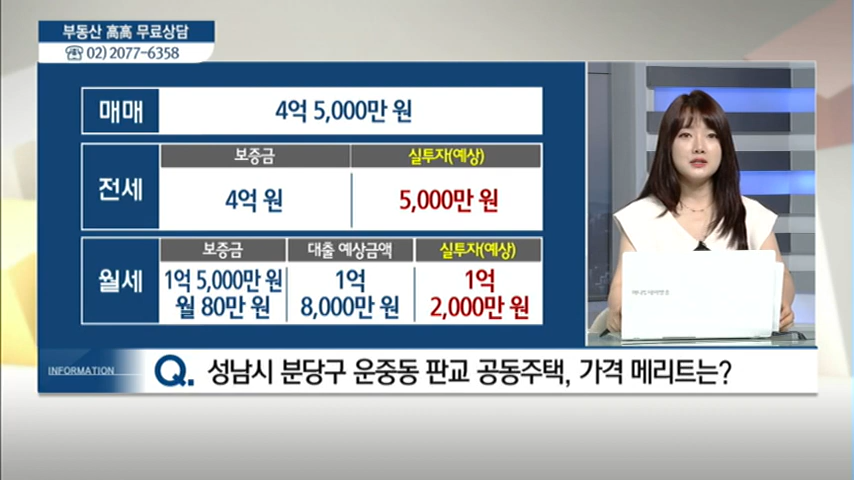 부동산 高高 무료상담
☎ 02) 2077-6358
매매
4억 5,000만 원
전세
보증금
실투자(예상)
4억 원
5,000만 원
월세
보증금
대출 예상금액
실투자(예상)
1억 5,000만 원
월 80만 원
1억
8,000만 원
1억
2,000만 원
INFORMATION
Q. 성남시 분당구 운중동 판교 공동주택, 가격 메리트는?